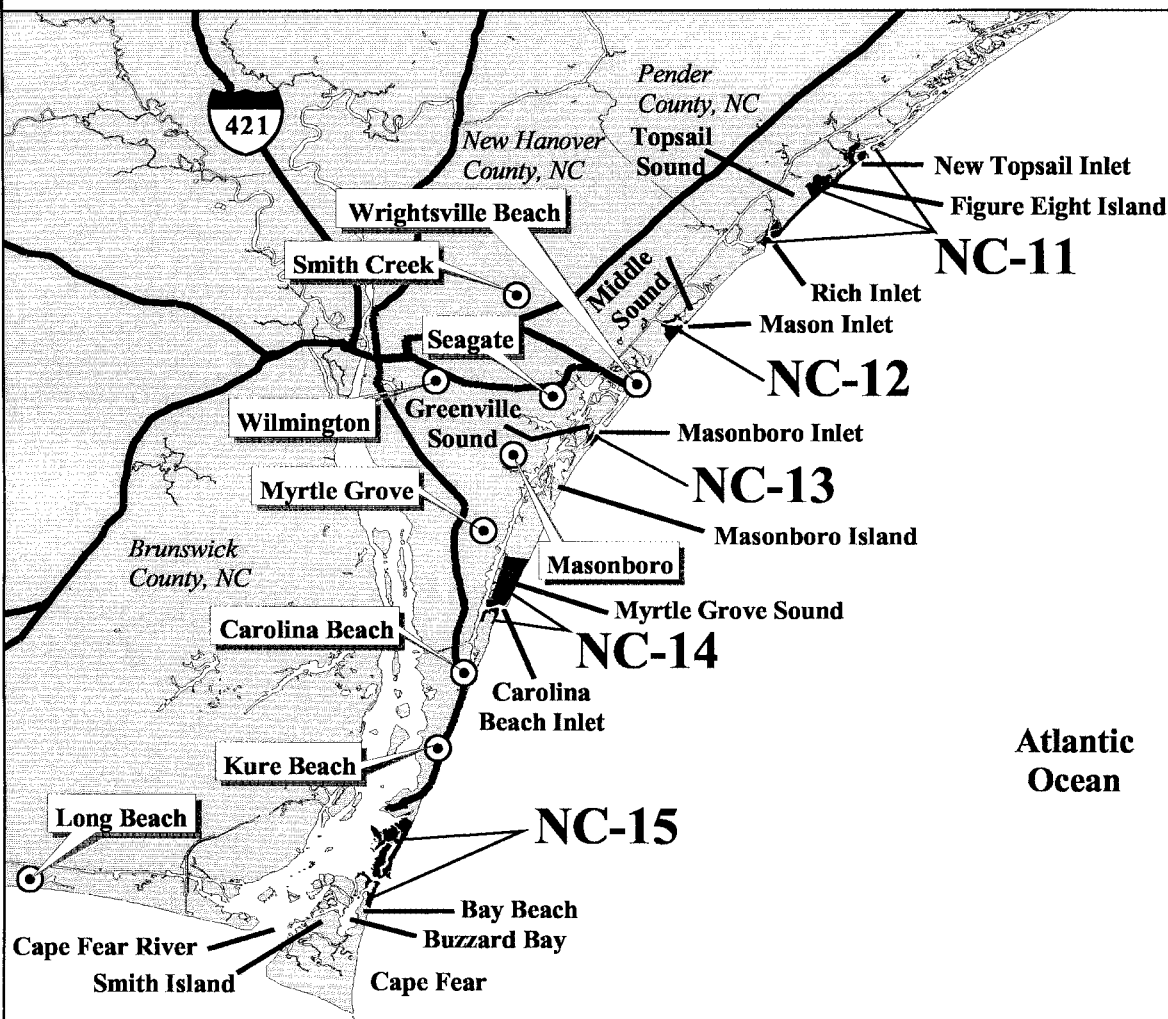 421
Pender
County, NC
New Hanover
County, NC
Topsail
Sound
New Topsail Inlet
Figure Eight Island
NC-11
Wrightsville Beach
Smith Creek
Middle
Sound
Rich Inlet
Mason Inlet
Seagate
NC-12
Wilmington
Greenville
Sound
Masonboro Inlet
NC-13
Myrtle Grove
Masonboro Island
Brunswick
County, NC
Masonboro
Myrtle Grove Sound
Carolina Beach
NC-14
Carolina
Beach Inlet
Kure Beach
Atlantic
Ocean
Long Beach
NC-15
Bay Beach
Buzzard Bay
Cape Fear River
Smith Island
Cape Fear